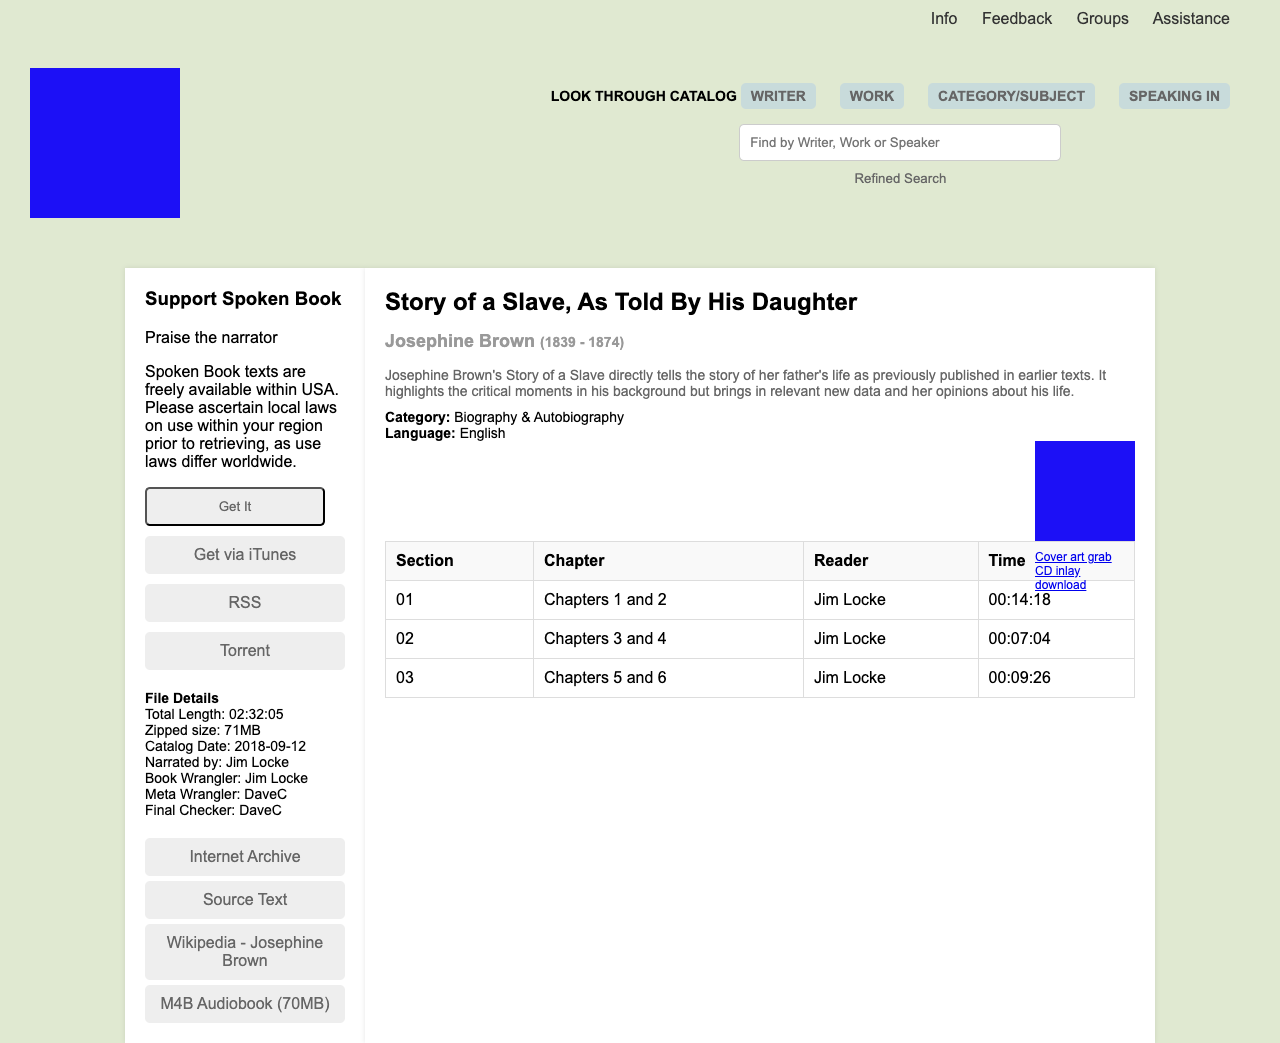 Info Feedback Groups Assistance
LOOK THROUGH CATALOG WRITER WORK CATEGORY/SUBJECT SPEAKING IN
Find by Writer, Work or Speaker
Refined Search
Support Spoken Book
Praise the narrator
Spoken Book texts are
freely available within USA.
Please ascertain local laws
on use within your region
prior to retrieving, as use
laws differ worldwide.
Get It
Get via iTunes
RSS
Torrent
File Details
Total Length: 02:32:05
Zipped size: 71MB
Catalog Date: 2018-09-12
Narrated by: Jim Locke
Book Wrangler: Jim Locke
Meta Wrangler: DaveC
Final Checker: DaveC
Internet Archive
Source Text
Wikipedia - Josephine
Brown
M4B Audiobook (70MB)
Story of a Slave, As Told By His Daughter
Josephine Brown (1839 - 1874)
Josephine Brown's Story of a Slave directly tells the story of her father's life as previously published in earlier texts. It
highlights the critical moments in his background but brings in relevant new data and her opinions about his life.
Category: Biography & Autobiography
Language: English
Cover art grab
CD inlay
download
Section Chapter Reader Time
01 Chapters 1 and 2 Jim Locke 00:14:18
02 Chapters 3 and 4 Jim Locke 00:07:04
03 Chapters 5 and 6 Jim Locke 00:09:26